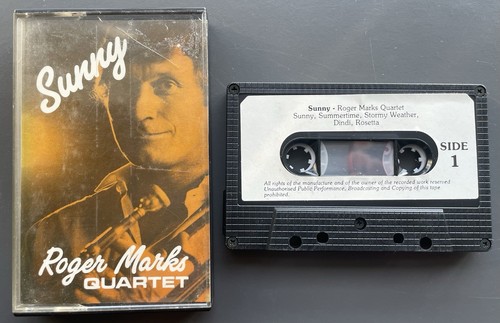 Sunny
Roger Marks
QUARTET
Sunny - Roger Marks Quartet
Sunny, Summertime, Stormy Weather,
Dindi, Rosetta
SIDE
1
All rights of the manufacture and of the owner of the recorded work reserved
Unauthorised Public Performance, Broadcasting and Copying of this tape
prohibited.